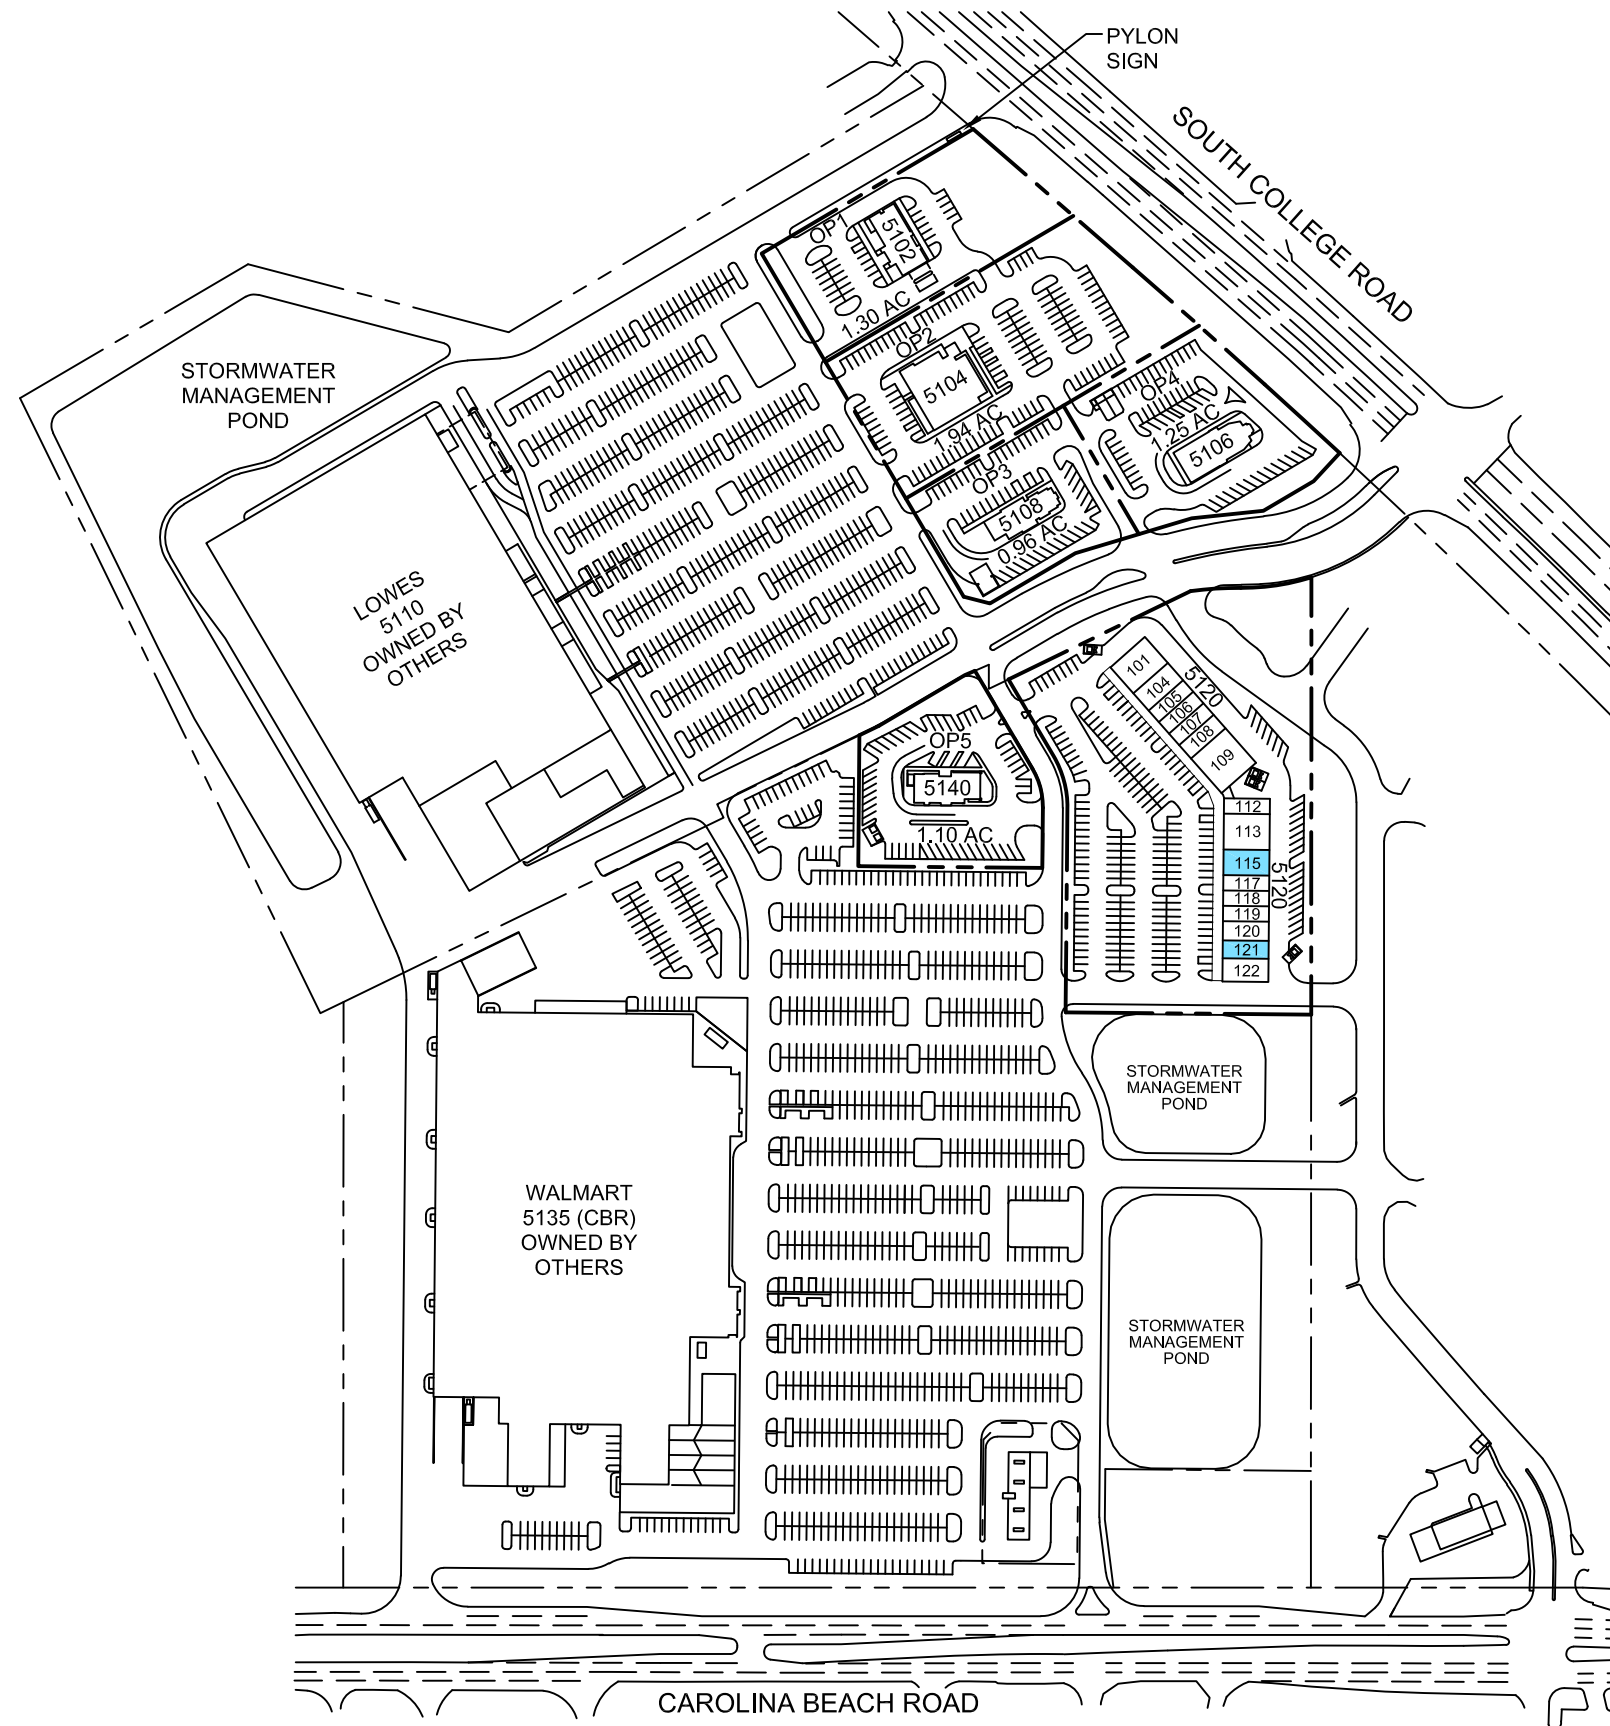 PYLON
SIGN
SOUTH COLLEGE ROAD
OP1
5102
1.30 AC
OP2
5104
1.94 AC
OP4
1.25 AC
5106
OP3
5108
0.96 AC
STORMWATER
MANAGEMENT
POND
LOWES
5110
OWNED BY
OTHERS
101
104
105
106
107
108
109
5120
OP5
5140
1.10 AC
112
113
115
117
118
119
120
121
122
5120
STORMWATER
MANAGEMENT
POND
WALMART
5135 (CBR)
OWNED BY
OTHERS
STORMWATER
MANAGEMENT
POND
CAROLINA BEACH ROAD